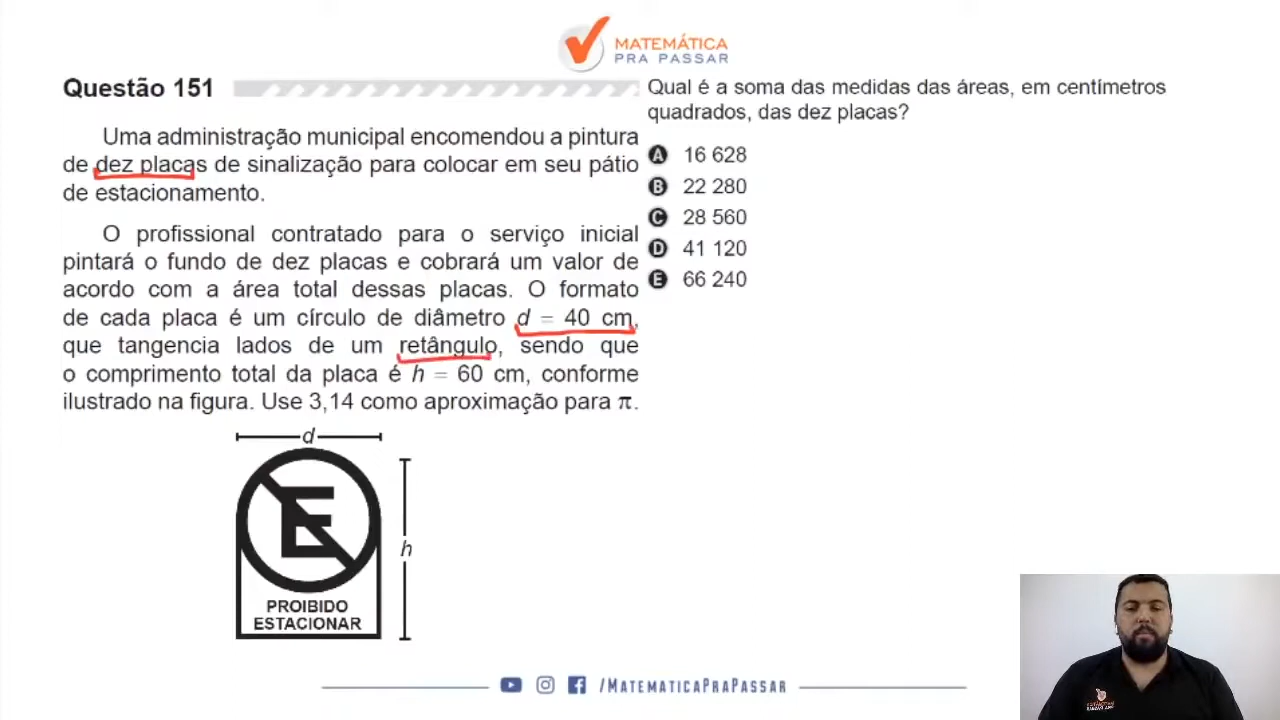 MATEMÁTICA
PRA PASSAR
Questão 151
Uma administração municipal encomendou a pintura
de dez placas de sinalização para colocar em seu pátio
de estacionamento.
O profissional contratado para o serviço inicial
pintará o fundo de dez placas e cobrará um valor de
acordo com a área total dessas placas. O formato
de cada placa é um círculo de diâmetro d = 40 cm,
que tangencia lados de um retângulo, sendo que
o comprimento total da placa é h = 60 cm, conforme
ilustrado na figura. Use 3,14 como aproximação para π.
d
E
h
PROIBIDO
ESTACIONAR
Qual é a soma das medidas das áreas, em centímetros
quadrados, das dez placas?
A 16 628
B 22 280
C 28 560
D 41 120
E 66 240
/MATEMATICAPRAPASSAR